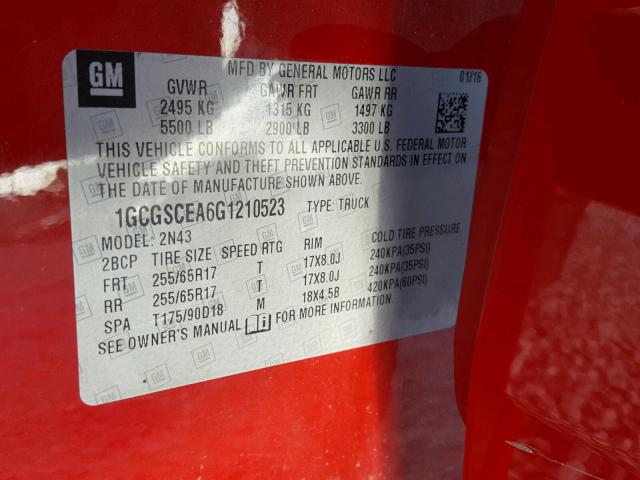 GM
MFD BY GENERAL MOTORS LLC 01/16
GVWR GAWR FRT GAWR RR
2495 KG 1315 KG 1497 KG
5500 LB 2900 LB 3300 LB
THIS VEHICLE CONFORMS TO ALL APPLICABLE U.S. FEDERAL MOTOR
VEHICLE SAFETY AND THEFT PREVENTION STANDARDS IN EFFECT ON
THE DATE OF MANUFACTURE SHOWN ABOVE.
1GCGSCEA6G1210523 TYPE: TRUCK
MODEL: 2N43
2BCP TIRE SIZE SPEED RTG RIM COLD TIRE PRESSURE
FRT 255/65R17 T 17X8.0J 240KPA(35PSI)
RR 255/65R17 T 17X8.0J 240KPA(35PSI)
SPA T175/90D18 M 18X4.5B 420KPA(60PSI)
SEE OWNER'S MANUAL FOR MORE INFORMATION.